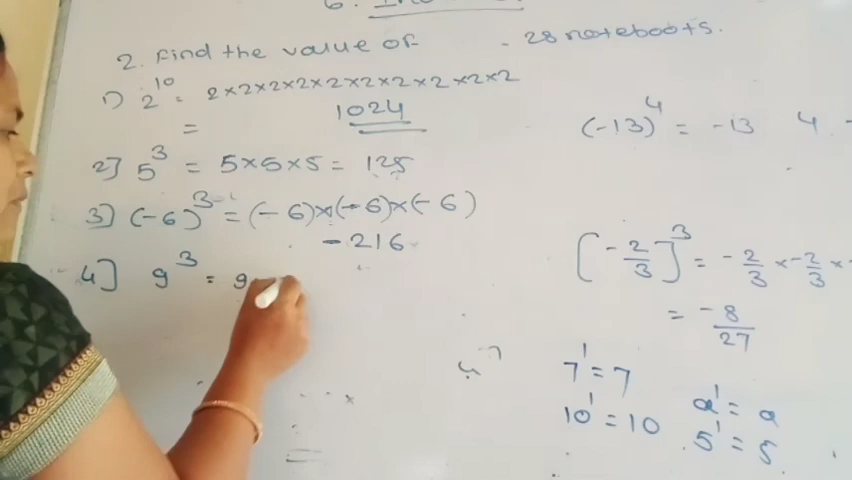 6.
2. Find the value of - 28 noteboots.
1) 2^10 = 2×2×2×2×2×2×2×2×2×2
= 1024
2] 5^3 = 5×5×5 = 125
3] (-6)^3 = (-6)×(-6)×(-6)
-216
4] 9^3 = 9
(-13)^4 = -13 4
[-2/3]^3 = -2/3 × -2/3 ×
= -8/27
7^1 = 7
10^1 = 10
a^1 = a
5^1 = 5